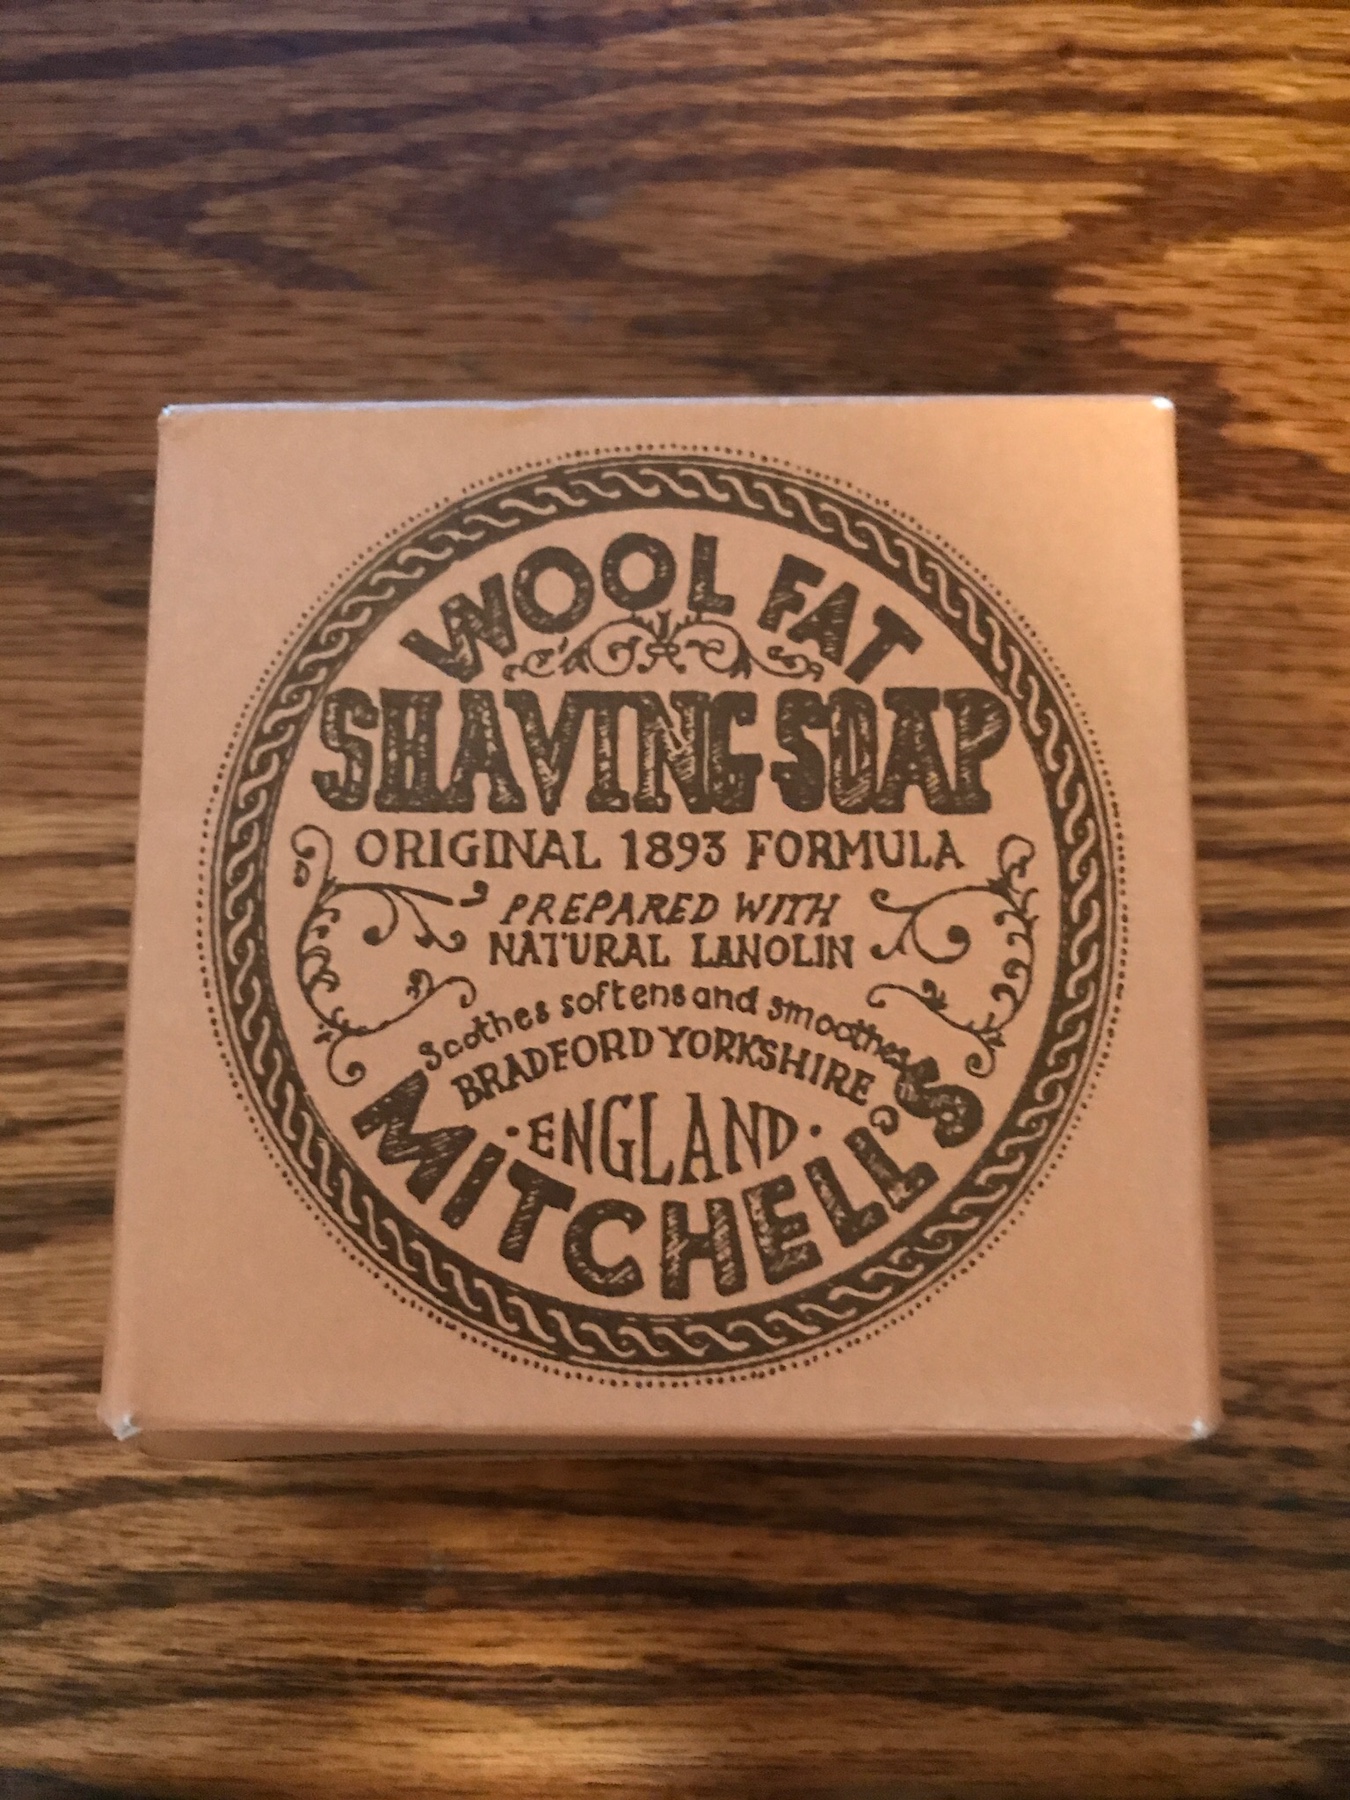 WOOL FAT
SHAVING SOAP
ORIGINAL 1893 FORMULA
PREPARED WITH
NATURAL LANOLIN
Soothes softens and smoothes
BRADFORD YORKSHIRE
·ENGLAND·
MITCHELL'S